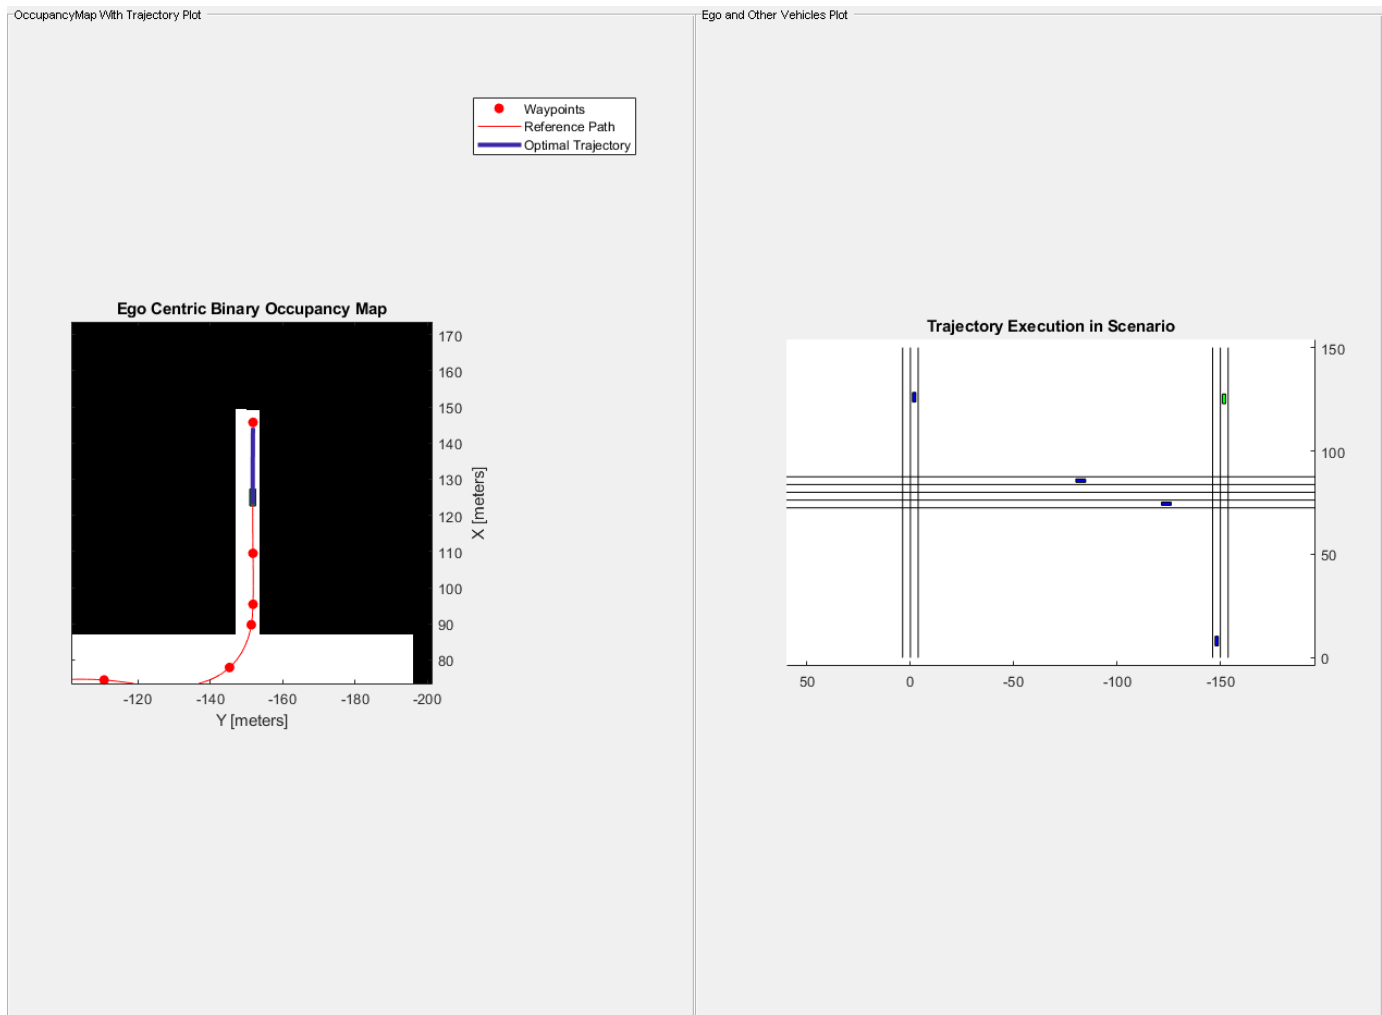 OccupancyMap With Trajectory Plot
Waypoints
Reference Path
Optimal Trajectory
Ego Centric Binary Occupancy Map
170
160
150
140
130
120
110
100
90
80
X [meters]
-120 -140 -160 -180 -200
Y [meters]
Ego and Other Vehicles Plot
Trajectory Execution in Scenario
150
100
50
0
50 0 -50 -100 -150